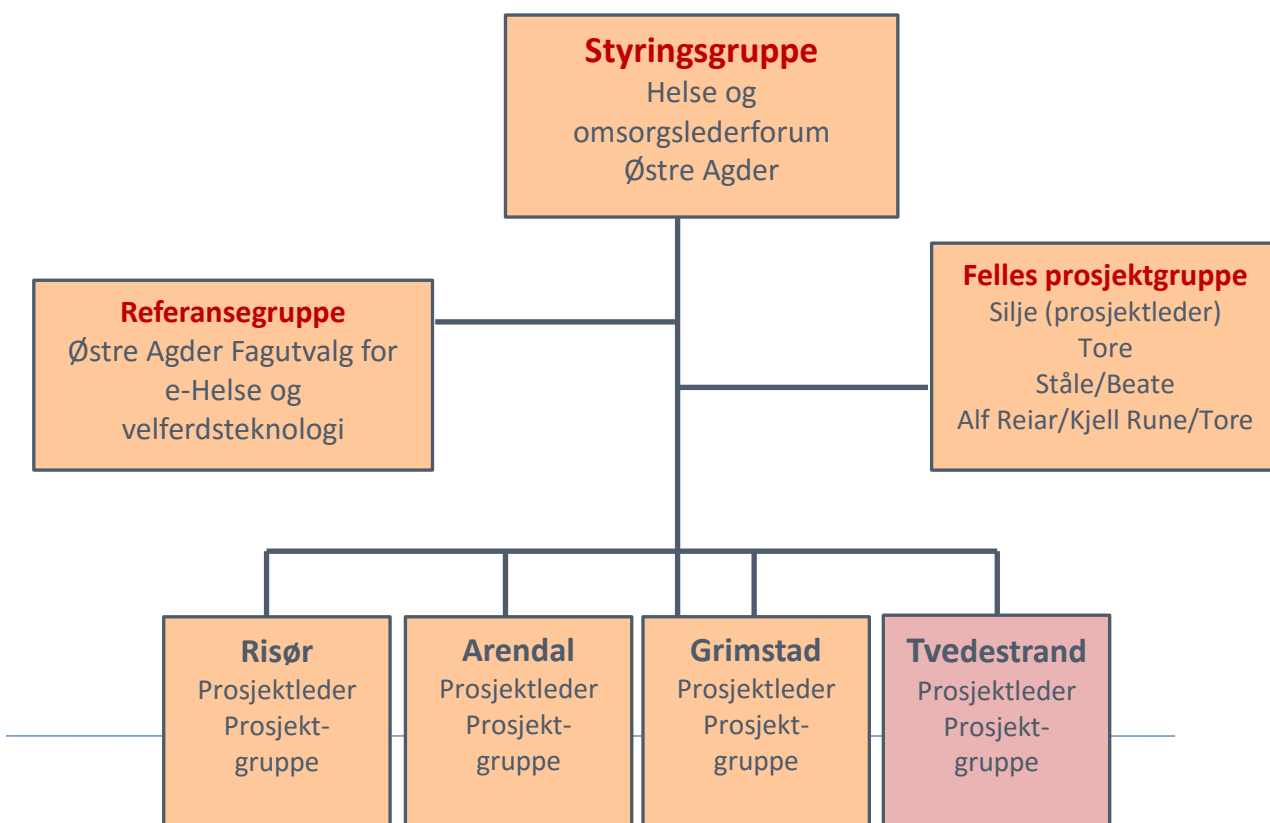 Styringsgruppe
Helse og
omsorgslederforum
Østre Agder
Referansegruppe
Østre Agder Fagutvalg for
e-Helse og
velferdsteknologi
Felles prosjektgruppe
Silje (prosjektleder)
Tore
Ståle/Beate
Alf Reiar/Kjell Rune/Tore
Risør
Prosjektleder
Prosjekt-
gruppe
Arendal
Prosjektleder
Prosjekt-
gruppe
Grimstad
Prosjektleder
Prosjekt-
gruppe
Tvedestrand
Prosjektleder
Prosjekt-
gruppe